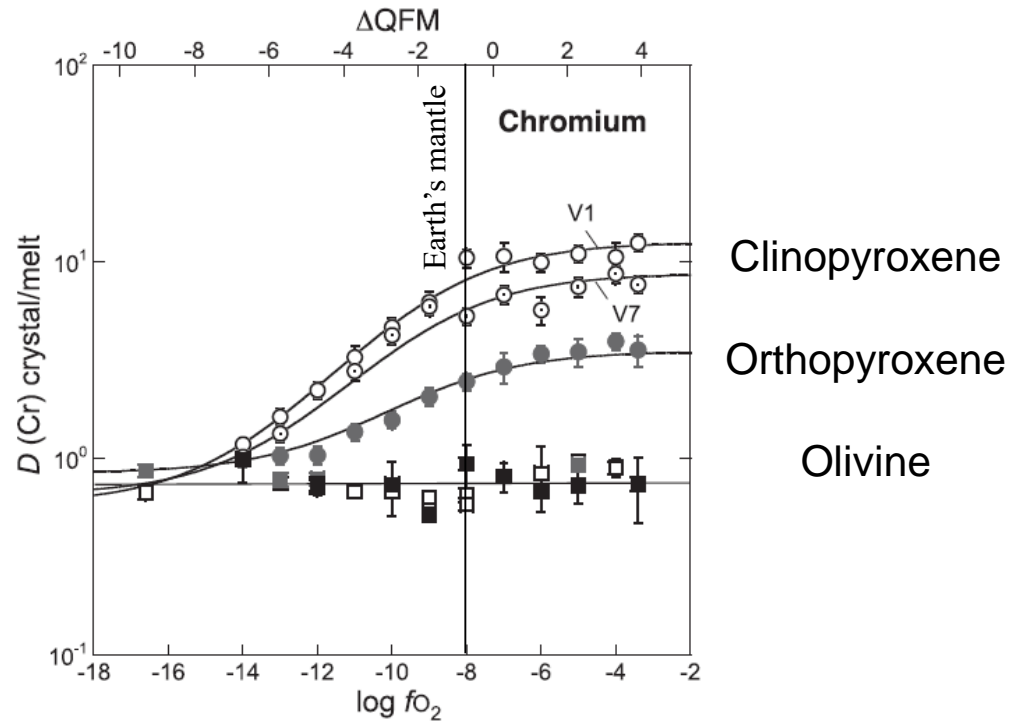 ΔQFM
-10 -8 -6 -4 -2 0 2 4
10²
Earth's mantle
Chromium
V1
Clinopyroxene
10¹
V7
Orthopyroxene
D (Cr) crystal/melt
10⁰
Olivine
10⁻¹
-18 -16 -14 -12 -10 -8 -6 -4 -2
log fO₂